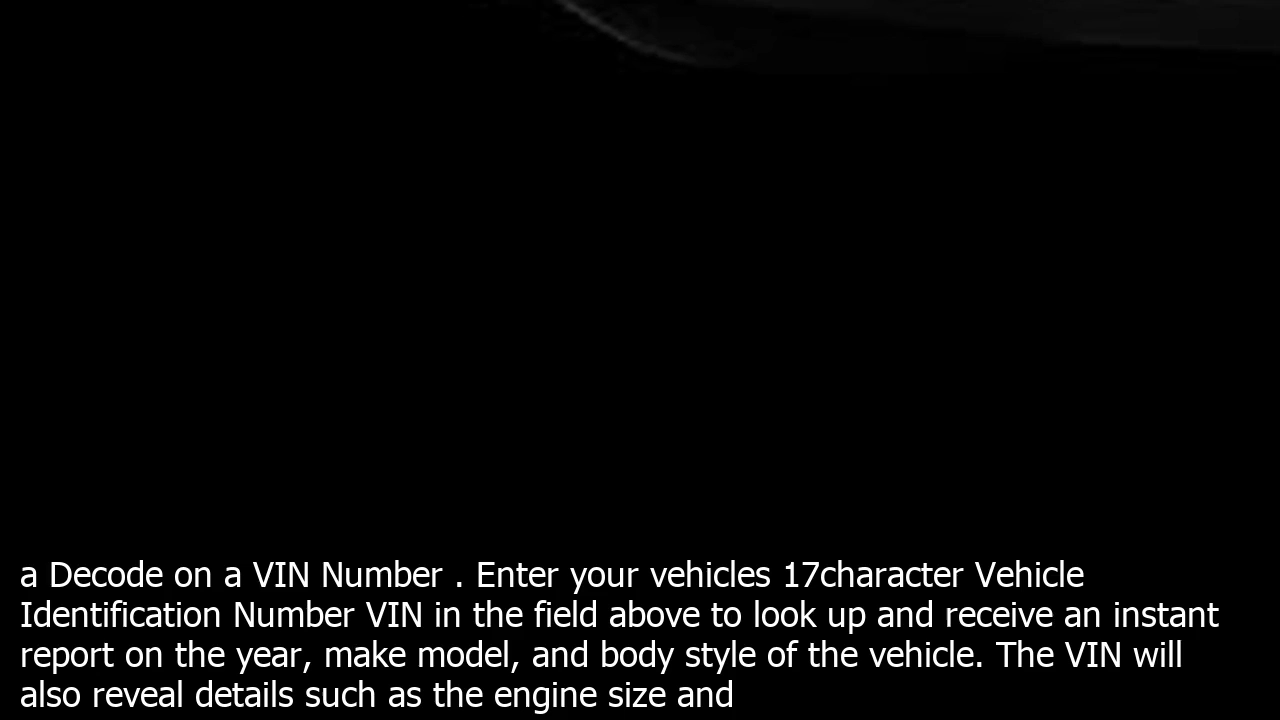 a Decode on a VIN Number . Enter your vehicles 17character Vehicle
Identification Number VIN in the field above to look up and receive an instant
report on the year, make model, and body style of the vehicle. The VIN will
also reveal details such as the engine size and